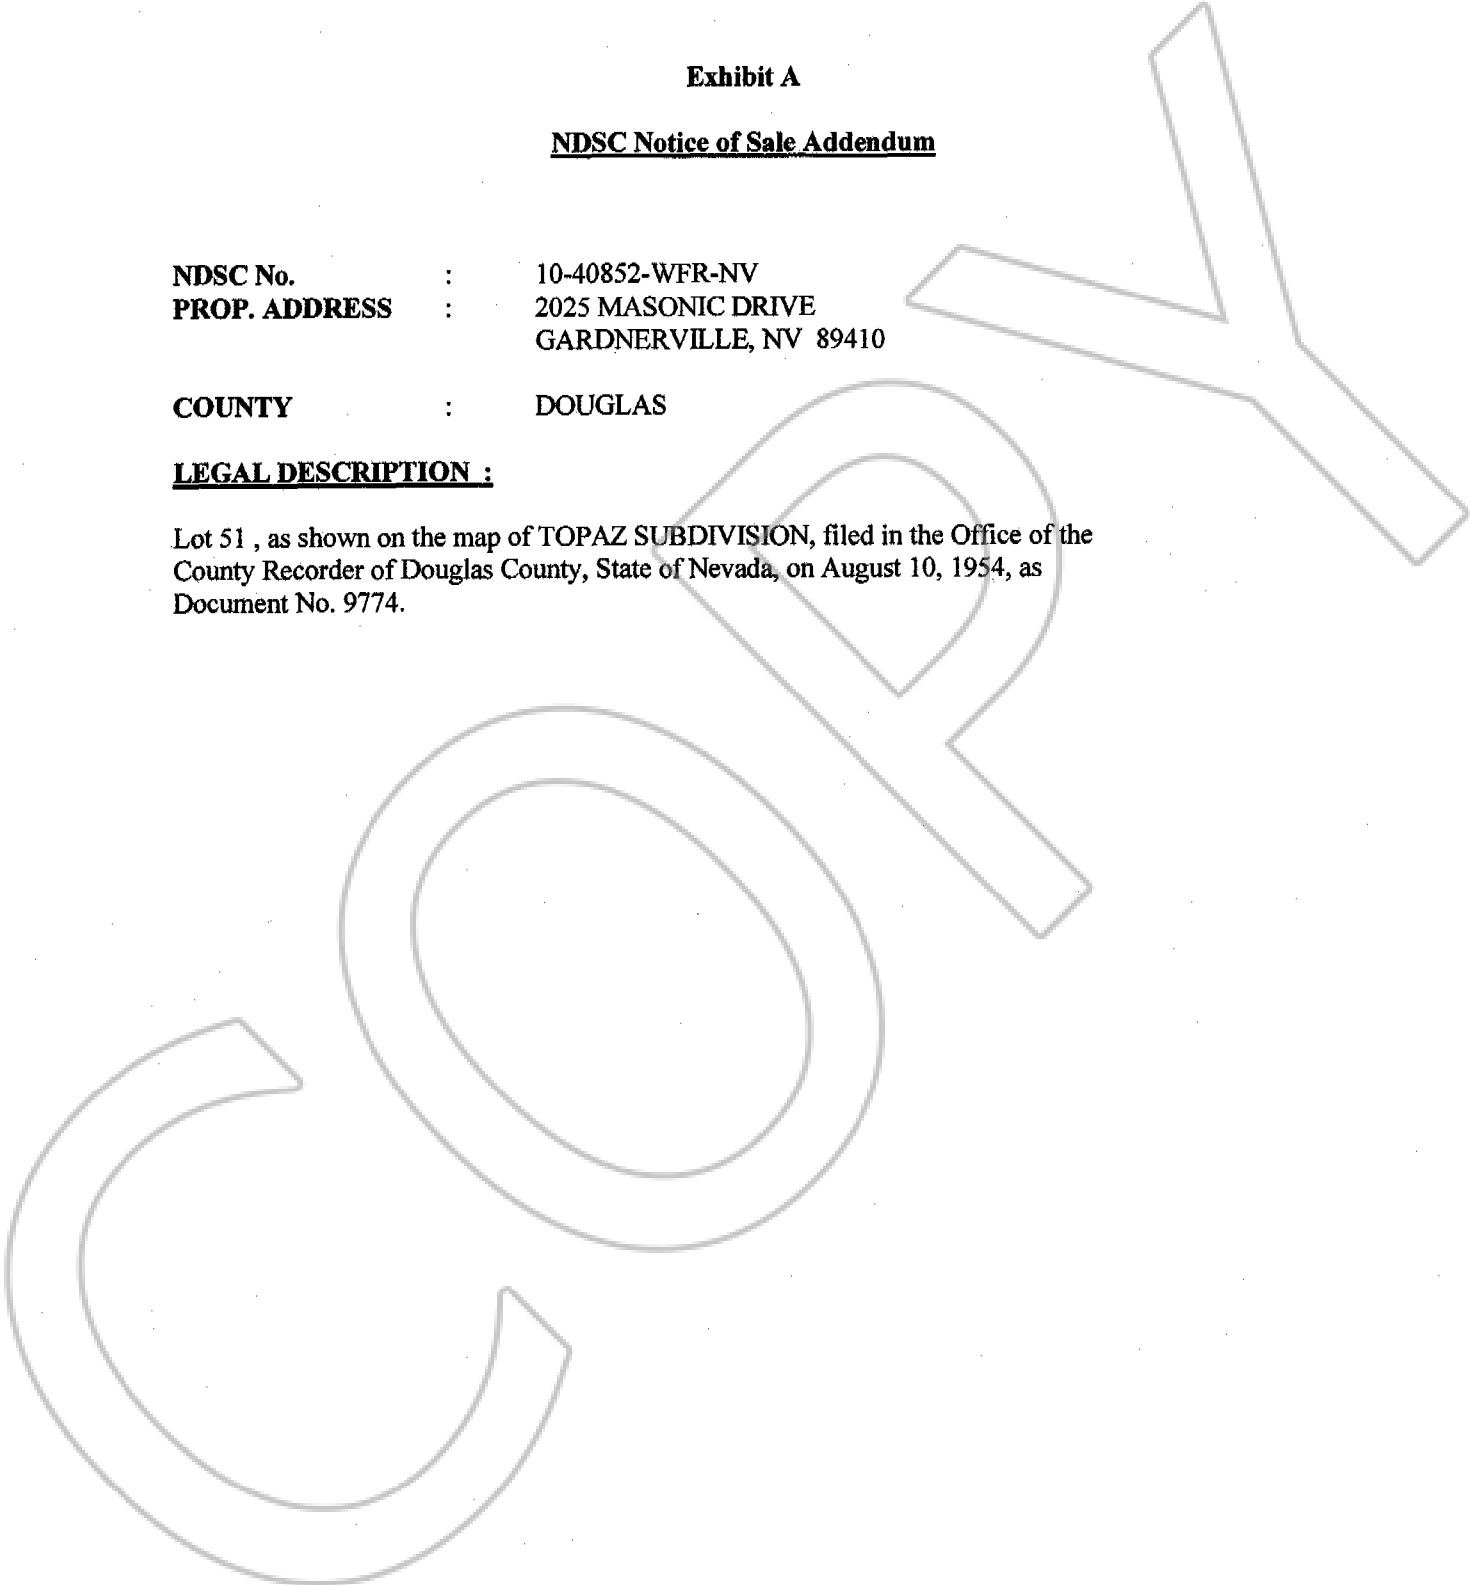 Exhibit A
NDSC Notice of Sale Addendum
NDSC No. : 10-40852-WFR-NV
PROP. ADDRESS : 2025 MASONIC DRIVE
GARDNERVILLE, NV 89410
COUNTY : DOUGLAS
LEGAL DESCRIPTION :
Lot 51 , as shown on the map of TOPAZ SUBDIVISION, filed in the Office of the
County Recorder of Douglas County, State of Nevada, on August 10, 1954, as
Document No. 9774.
COPY